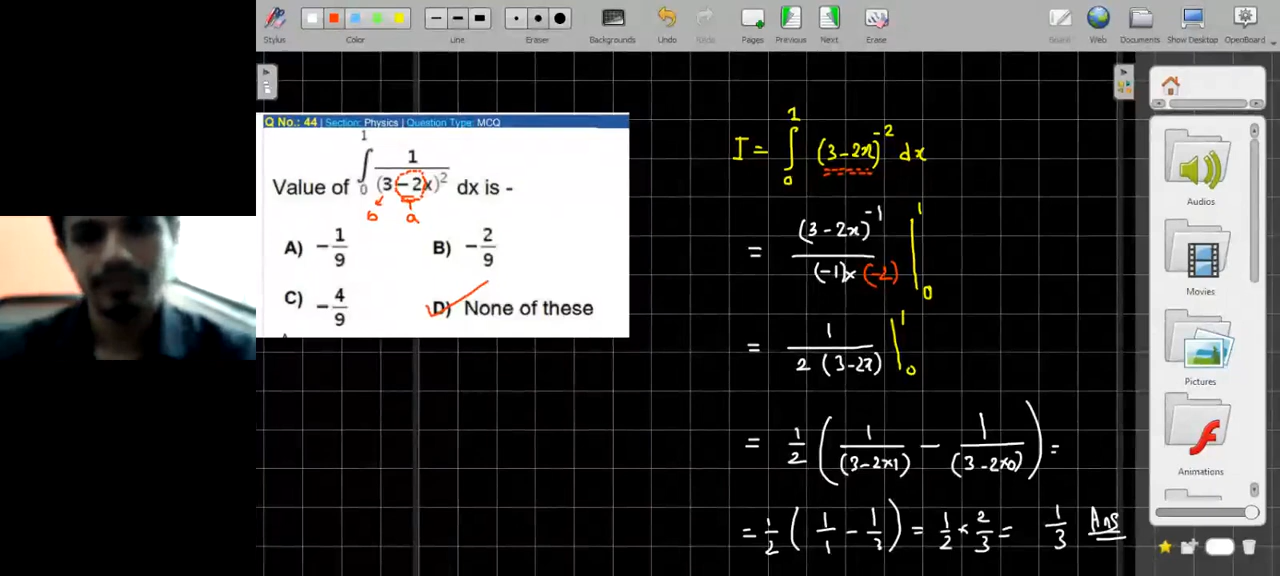 Stylus
Color
Line
Eraser
Backgrounds
Undo
Redo
Pages
Previous
Next
Erase
Board
Web
Documents
Show Desktop
OpenBoard
Q No.: 44 | Section: Physics | Question Type: MCQ
Value of ∫₀¹ 1/(3 – 2x)² dx is -
b a
A) –1/9
B) –2/9
C) –4/9
D) None of these
I = ∫₀¹ (3-2x)⁻² dx
= (3-2x)⁻¹ / (-1)x(-2) |₀¹
= 1 / 2(3-2x) |₀¹
= 1/2 ( 1/(3-2x1) - 1/(3-2x0) ) =
= 1/2 ( 1/1 - 1/3 ) = 1/2 x 2/3 = 1/3 Ans
Audios
Movies
Pictures
Animations